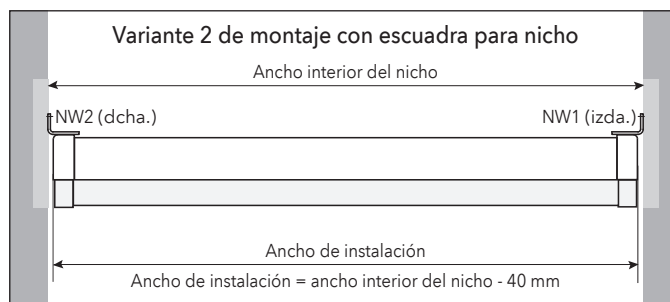 Variante 2 de montaje con escuadra para nicho
Ancho interior del nicho
NW2 (dcha.)
NW1 (izda.)
Ancho de instalación
Ancho de instalación = ancho interior del nicho - 40 mm